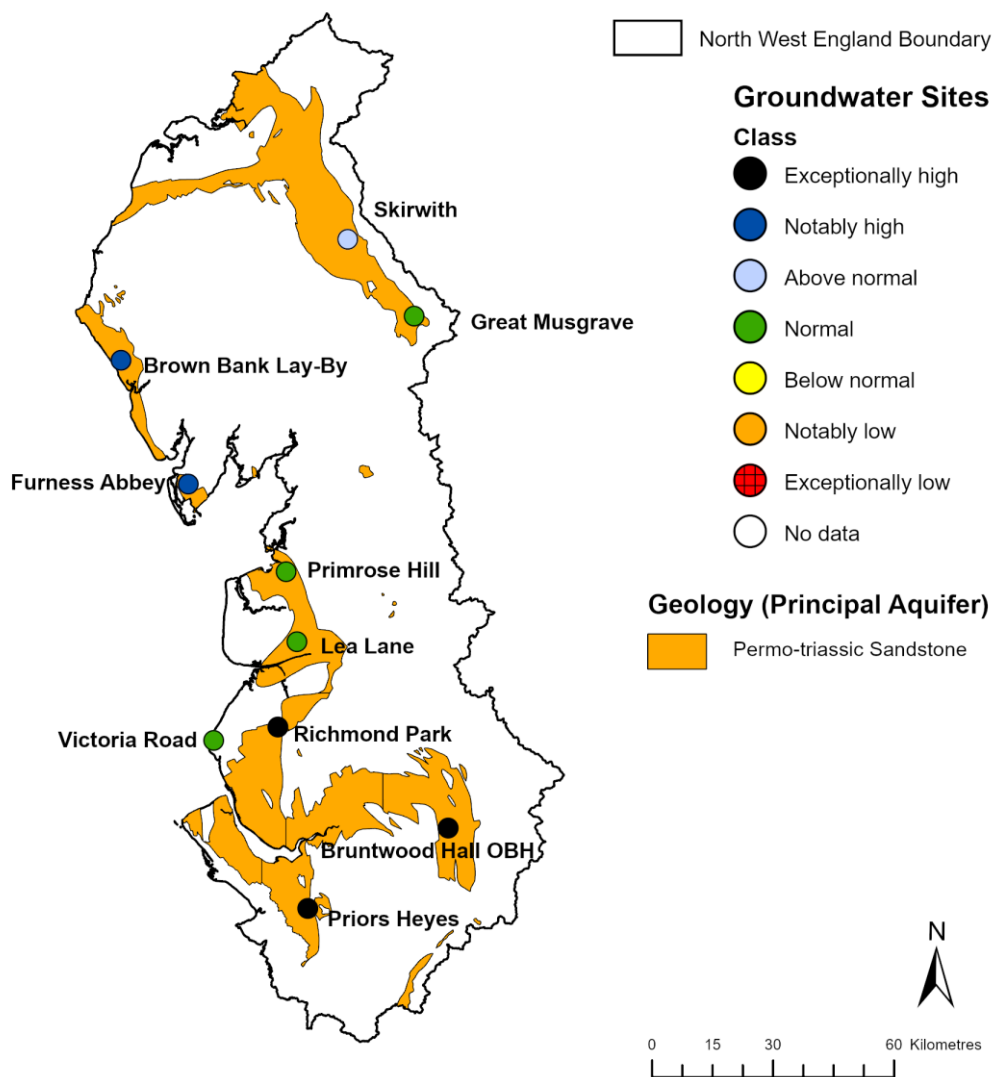 North West England Boundary
Groundwater Sites
Class
Exceptionally high
Notably high
Above normal
Normal
Below normal
Notably low
Exceptionally low
No data
Geology (Principal Aquifer)
Permo-triassic Sandstone
Skirwith
Great Musgrave
Brown Bank Lay-By
Furness Abbey
Primrose Hill
Lea Lane
Richmond Park
Victoria Road
Bruntwood Hall OBH
Priors Heyes
N
0 15 30 60 Kilometres